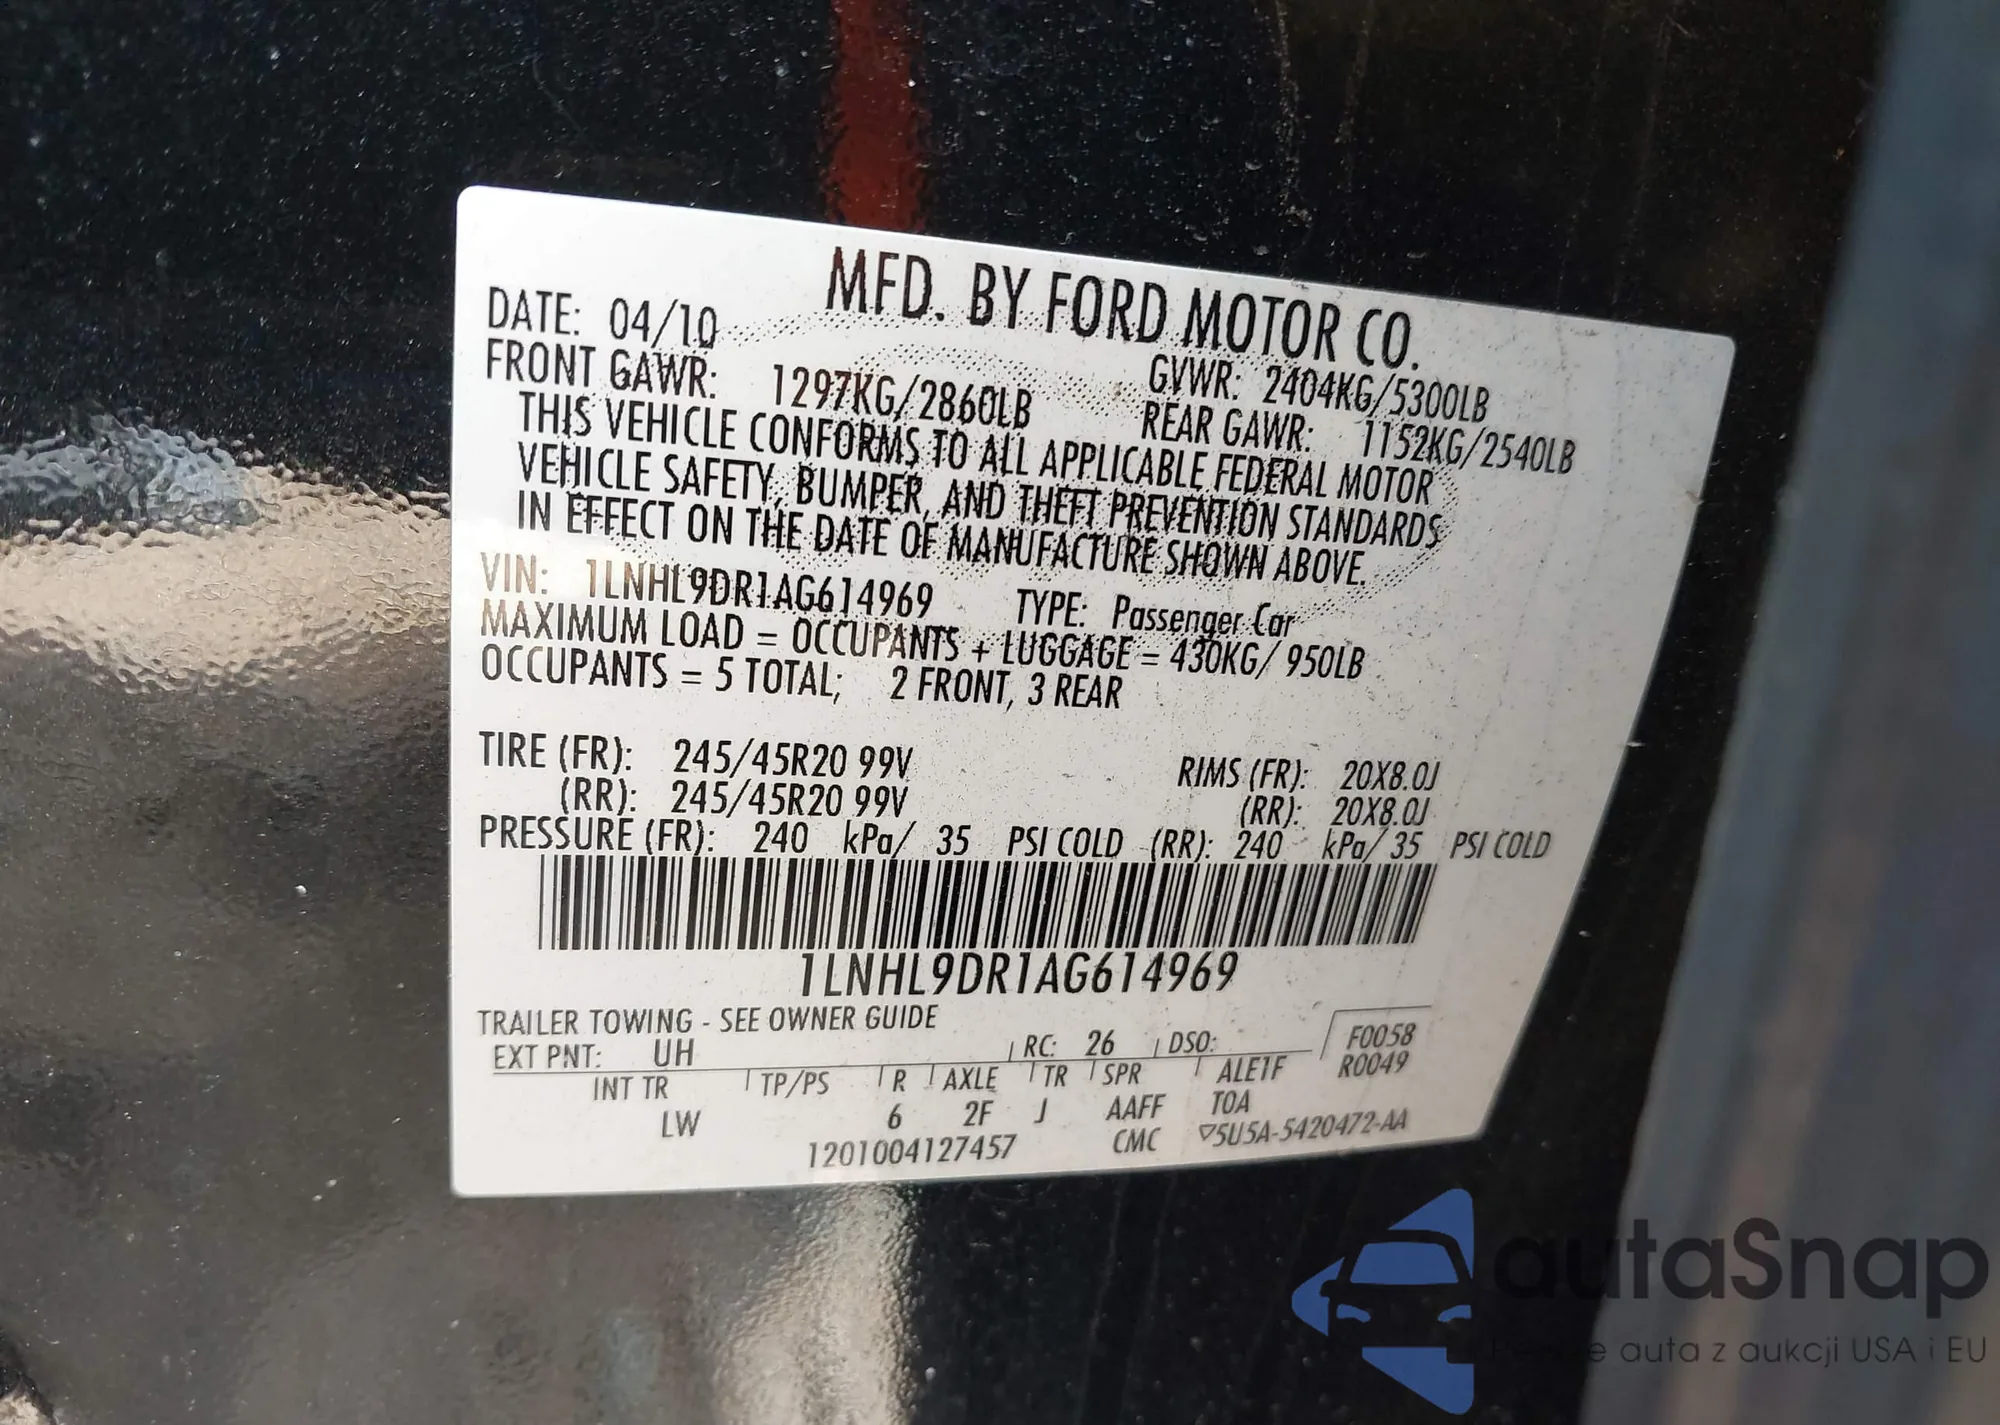 MFD. BY FORD MOTOR CO.
DATE: 04/10 GVWR: 2404KG/5300LB
FRONT GAWR: 1297KG/2860LB REAR GAWR: 1152KG/2540LB
THIS VEHICLE CONFORMS TO ALL APPLICABLE FEDERAL MOTOR
VEHICLE SAFETY, BUMPER, AND THEFT PREVENTION STANDARDS
IN EFFECT ON THE DATE OF MANUFACTURE SHOWN ABOVE.
VIN: 1LNHL9DR1AG614969 TYPE: Passenger Car
MAXIMUM LOAD = OCCUPANTS + LUGGAGE = 430KG/ 950LB
OCCUPANTS = 5 TOTAL; 2 FRONT, 3 REAR
TIRE (FR): 245/45R20 99V RIMS (FR): 20X8.0J
(RR): 245/45R20 99V (RR): 20X8.0J
PRESSURE (FR): 240 kPa/ 35 PSI COLD (RR): 240 kPa/ 35 PSI COLD
1LNHL9DR1AG614969
TRAILER TOWING - SEE OWNER GUIDE
EXT PNT: UH RC: 26 DSO: F0058
INT TR TP/PS R AXLE TR SPR ALE1F R0049
LW 6 2F J AAFF TOA
1201004127457 CMC ▽5U5A-5420472-AA
autaSnap
auta z aukcji USA i EU